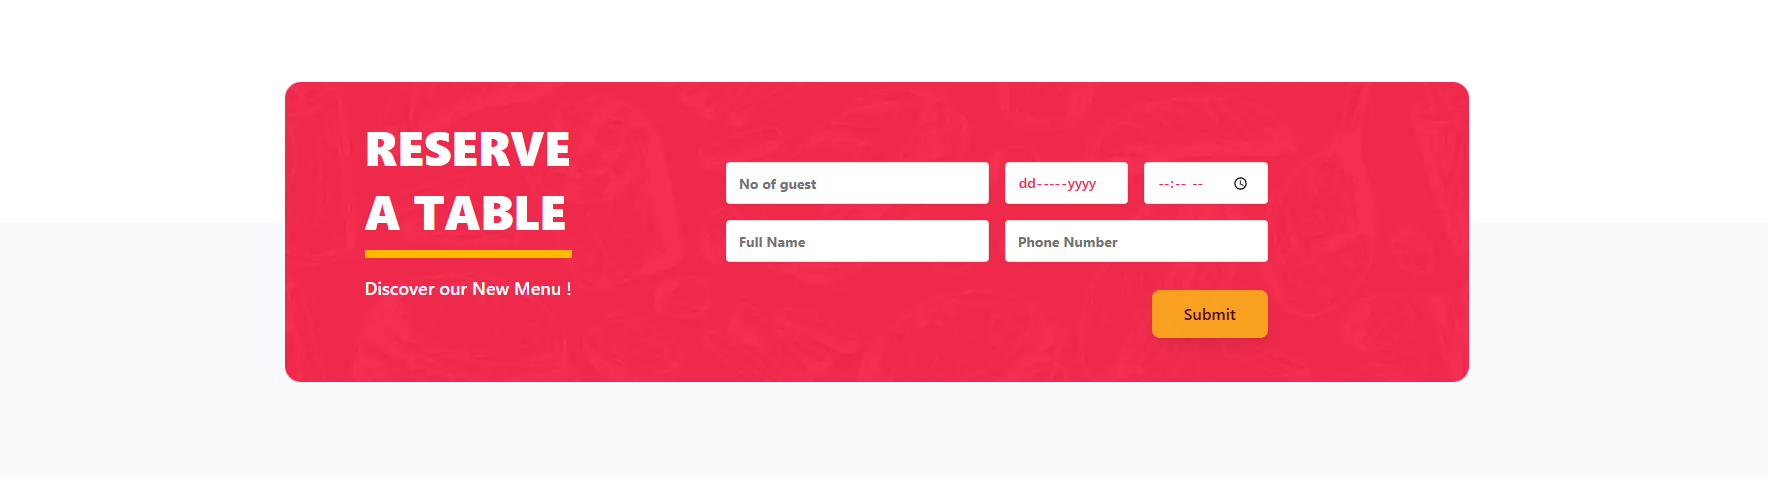 RESERVE
A TABLE
Discover our New Menu !
No of guest
dd-----yyyy
--:-- --
Full Name
Phone Number
Submit